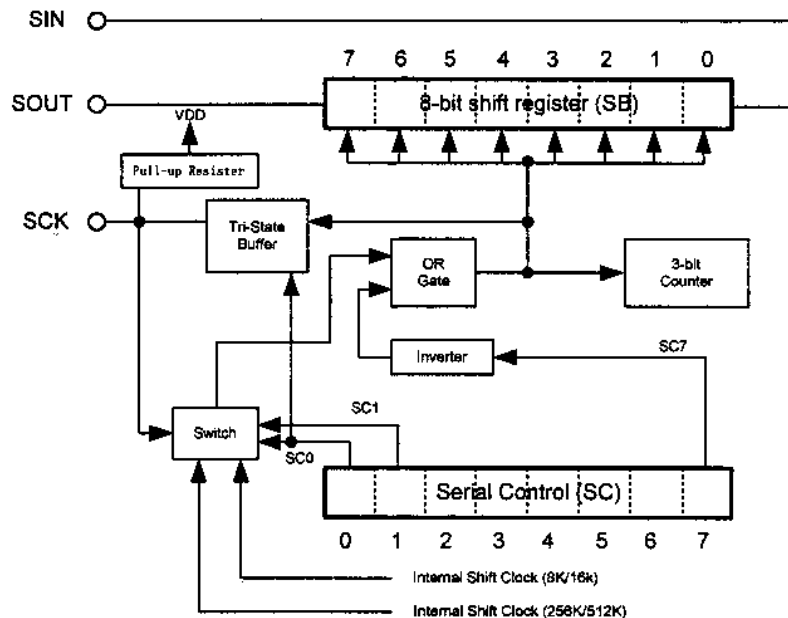 SIN
7 6 5 4 3 2 1 0
SOUT
8-bit shift register (SB)
VDD
Pull-up Resister
SCK
Tri-State
Buffer
OR
Gate
3-bit
Counter
Inverter
SC7
SC1
Switch
SC0
Serial Control (SC)
0 1 2 3 4 5 6 7
Internal Shift Clock (8K/16k)
Internal Shift Clock (256K/512K)